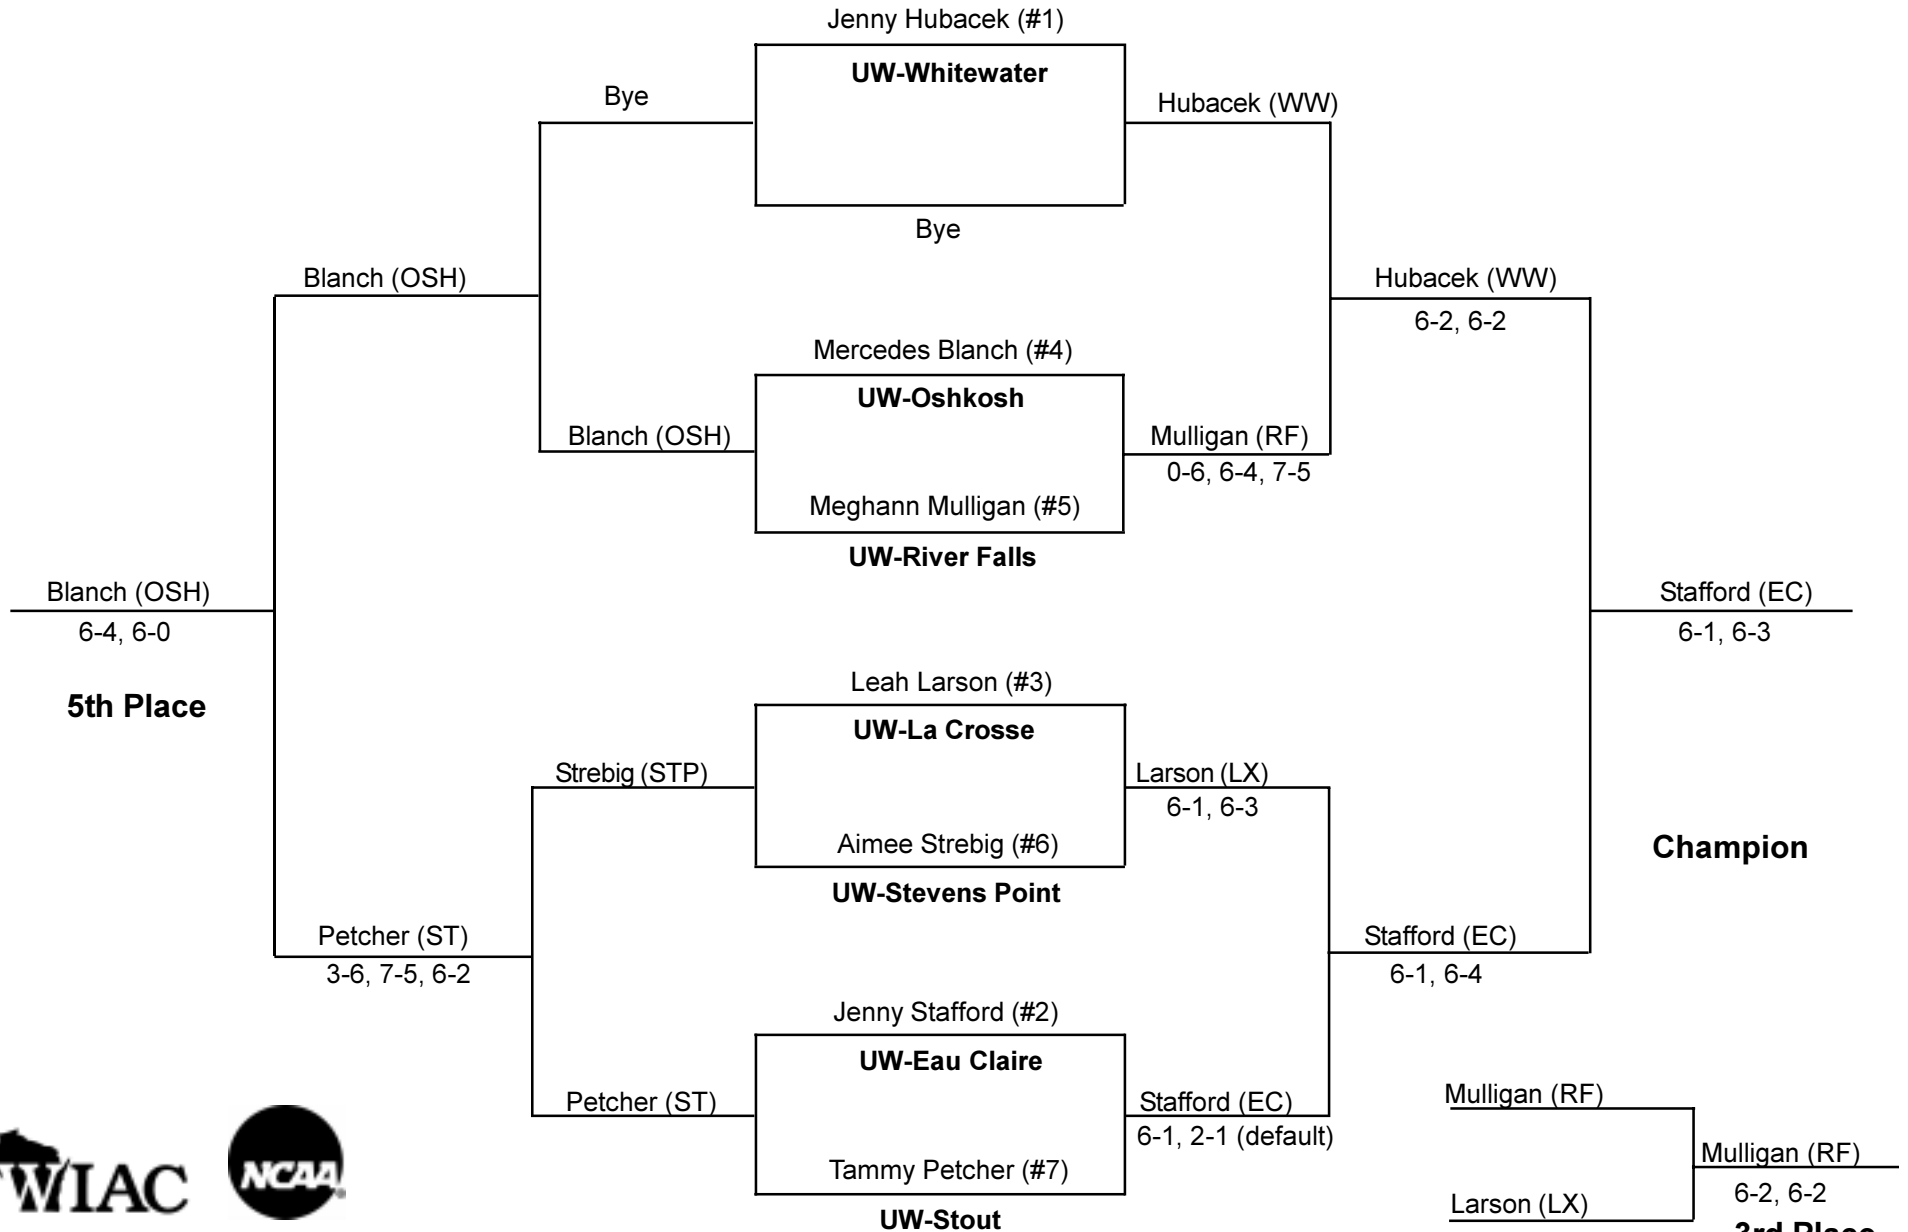 Jenny Hubacek (#1)
UW-Whitewater
Bye
Hubacek (WW)
Bye
Blanch (OSH)
Hubacek (WW)
6-2, 6-2
Mercedes Blanch (#4)
UW-Oshkosh
Blanch (OSH)
Mulligan (RF)
0-6, 6-4, 7-5
Meghann Mulligan (#5)
UW-River Falls
Blanch (OSH)
6-4, 6-0
5th Place
Stafford (EC)
6-1, 6-3
Champion
Leah Larson (#3)
UW-La Crosse
Strebig (STP)
Larson (LX)
6-1, 6-3
Aimee Strebig (#6)
UW-Stevens Point
Petcher (ST)
3-6, 7-5, 6-2
Stafford (EC)
6-1, 6-4
Jenny Stafford (#2)
UW-Eau Claire
Petcher (ST)
Stafford (EC)
6-1, 2-1 (default)
Tammy Petcher (#7)
UW-Stout
Mulligan (RF)
Mulligan (RF)
6-2, 6-2
Larson (LX)
3rd Place
WIAC
NCAA